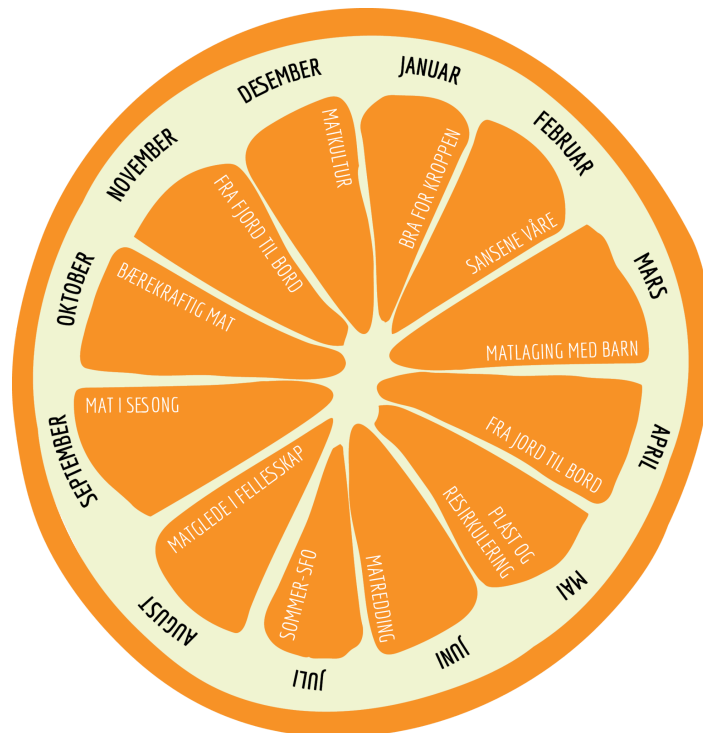 JANUAR
BRA FOR KROPPEN
FEBRUAR
SANSENE VÅRE
MARS
MATLAGING MED BARN
APRIL
FRA JORD TIL BORD
MAI
PLAST OG
RESIRKULERING
JUNI
MATREDDING
JULI
SOMMER-SFO
AUGUST
MATGLEDE I FELLESSKAP
SEPTEMBER
MAT I SESONG
OKTOBER
BÆREKRAFTIG MAT
NOVEMBER
FRA FJORD TIL BORD
DESEMBER
MATKULTUR